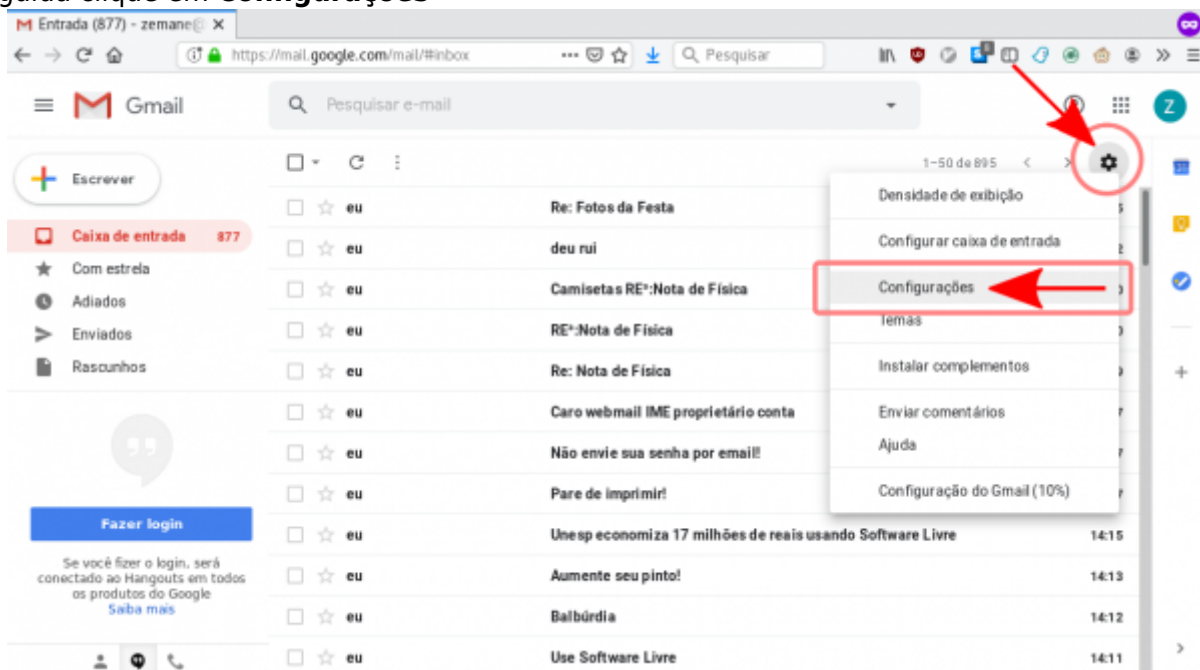 clique em Configurações
Entrada (877) - zemane@
https://mail.google.com/mail/#inbox
Pesquisar
Gmail
Pesquisar e-mail
Z
Escrever
1-50 de 895
Caixa de entrada 877
Com estrela
Adiados
Enviados
Rascunhos
Fazer login
Se você fizer o login, será
conectado ao Hangouts em todos
os produtos do Google
Saiba mais
eu Re: Fotos da Festa
eu deu rui
eu Camisetas REª:Nota de Física
eu REª:Nota de Física
eu Re: Nota de Física
eu Caro webmail IME proprietário conta
eu Não envie sua senha por email!
eu Pare de imprimir!
eu Unesp economiza 17 milhões de reais usando Software Livre 14:15
eu Aumente seu pinto! 14:13
eu Balbúrdia 14:12
eu Use Software Livre 14:11
Densidade de exibição
Configurar caixa de entrada
Configurações
Temas
Instalar complementos
Enviar comentários
Ajuda
Configuração do Gmail (10%)